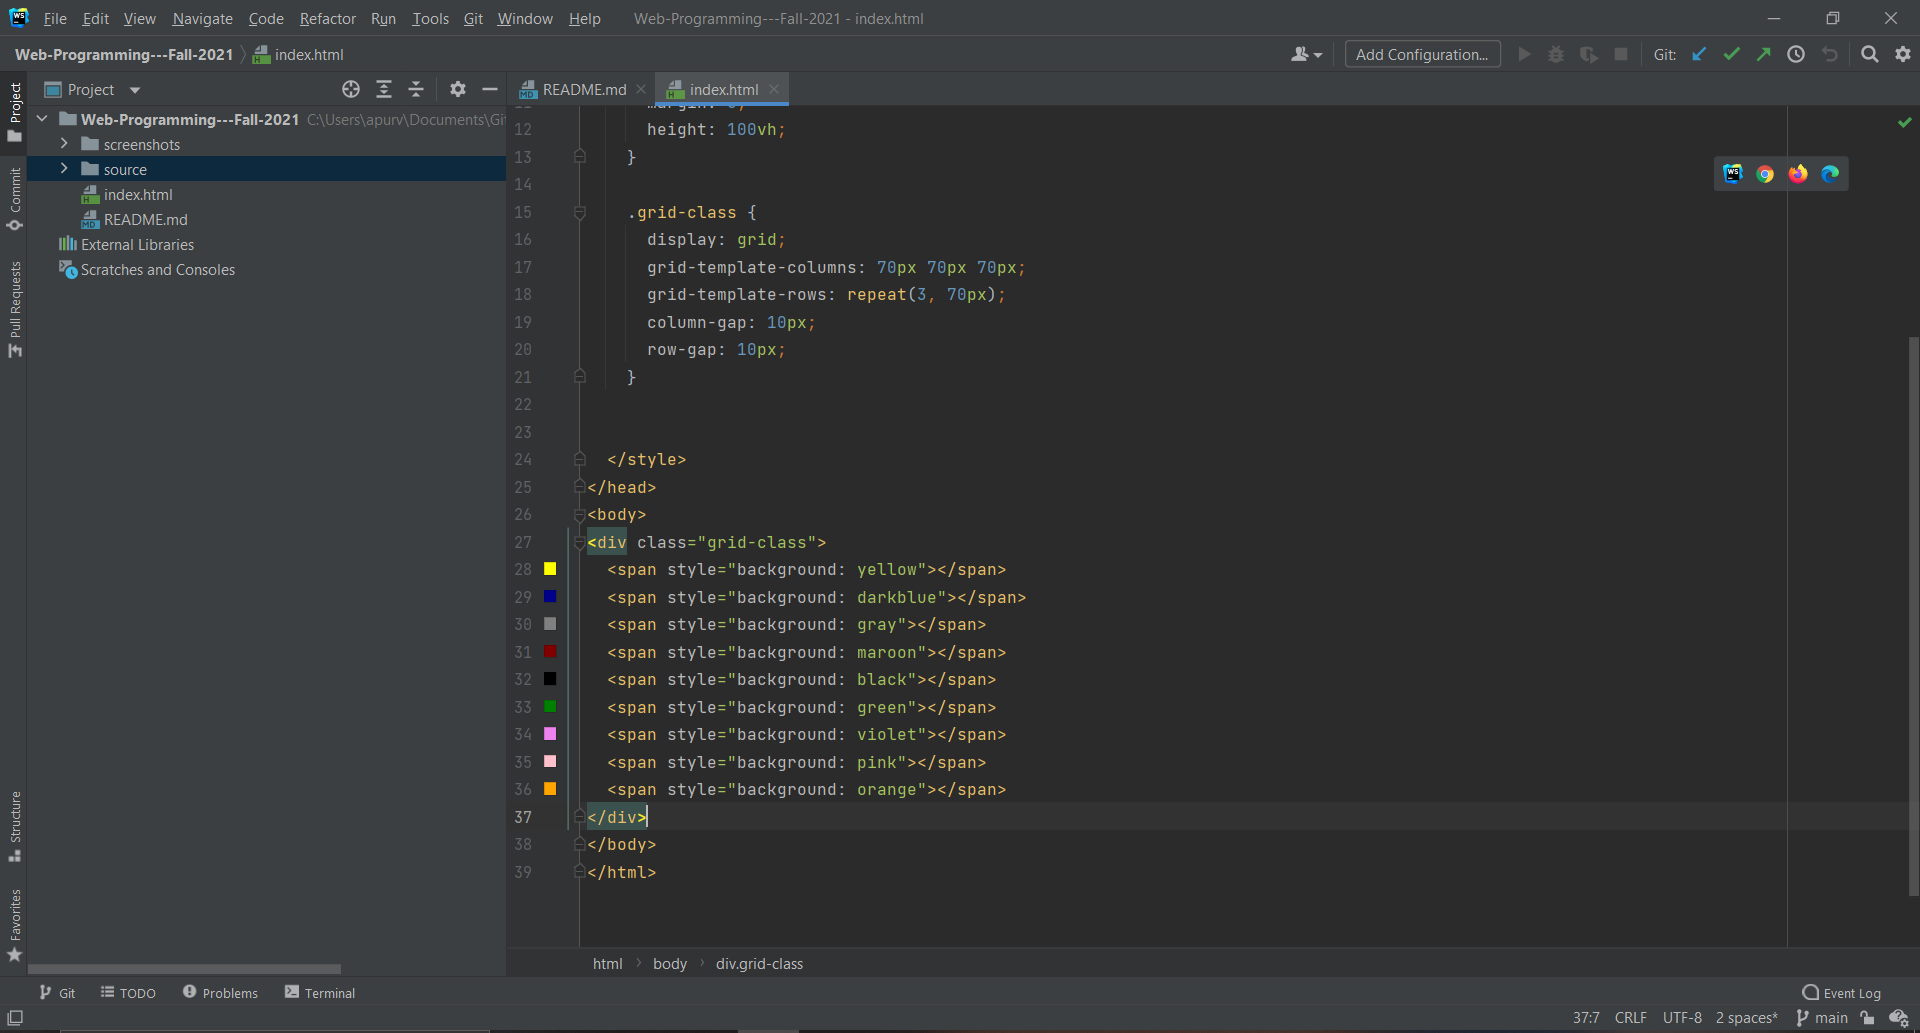 File Edit View Navigate Code Refactor Run Tools Git Window Help Web-Programming---Fall-2021 - index.html
Web-Programming---Fall-2021 index.html Add Configuration... Git:
Project README.md index.html
Project
Commit
Pull Requests
Structure
Favorites
Web-Programming---Fall-2021 C:\Users\apurv\Documents\Gi
screenshots
source
index.html
README.md
External Libraries
Scratches and Consoles
12 height: 100vh;
13 }
14
15 .grid-class {
16 display: grid;
17 grid-template-columns: 70px 70px 70px;
18 grid-template-rows: repeat(3, 70px);
19 column-gap: 10px;
20 row-gap: 10px;
21 }
22
23
24 </style>
25 </head>
26 <body>
27 <div class="grid-class">
28 <span style="background: yellow"></span>
29 <span style="background: darkblue"></span>
30 <span style="background: gray"></span>
31 <span style="background: maroon"></span>
32 <span style="background: black"></span>
33 <span style="background: green"></span>
34 <span style="background: violet"></span>
35 <span style="background: pink"></span>
36 <span style="background: orange"></span>
37 </div>
38 </body>
39 </html>
html body div.grid-class
Git TODO Problems Terminal Event Log
37:7 CRLF UTF-8 2 spaces* main